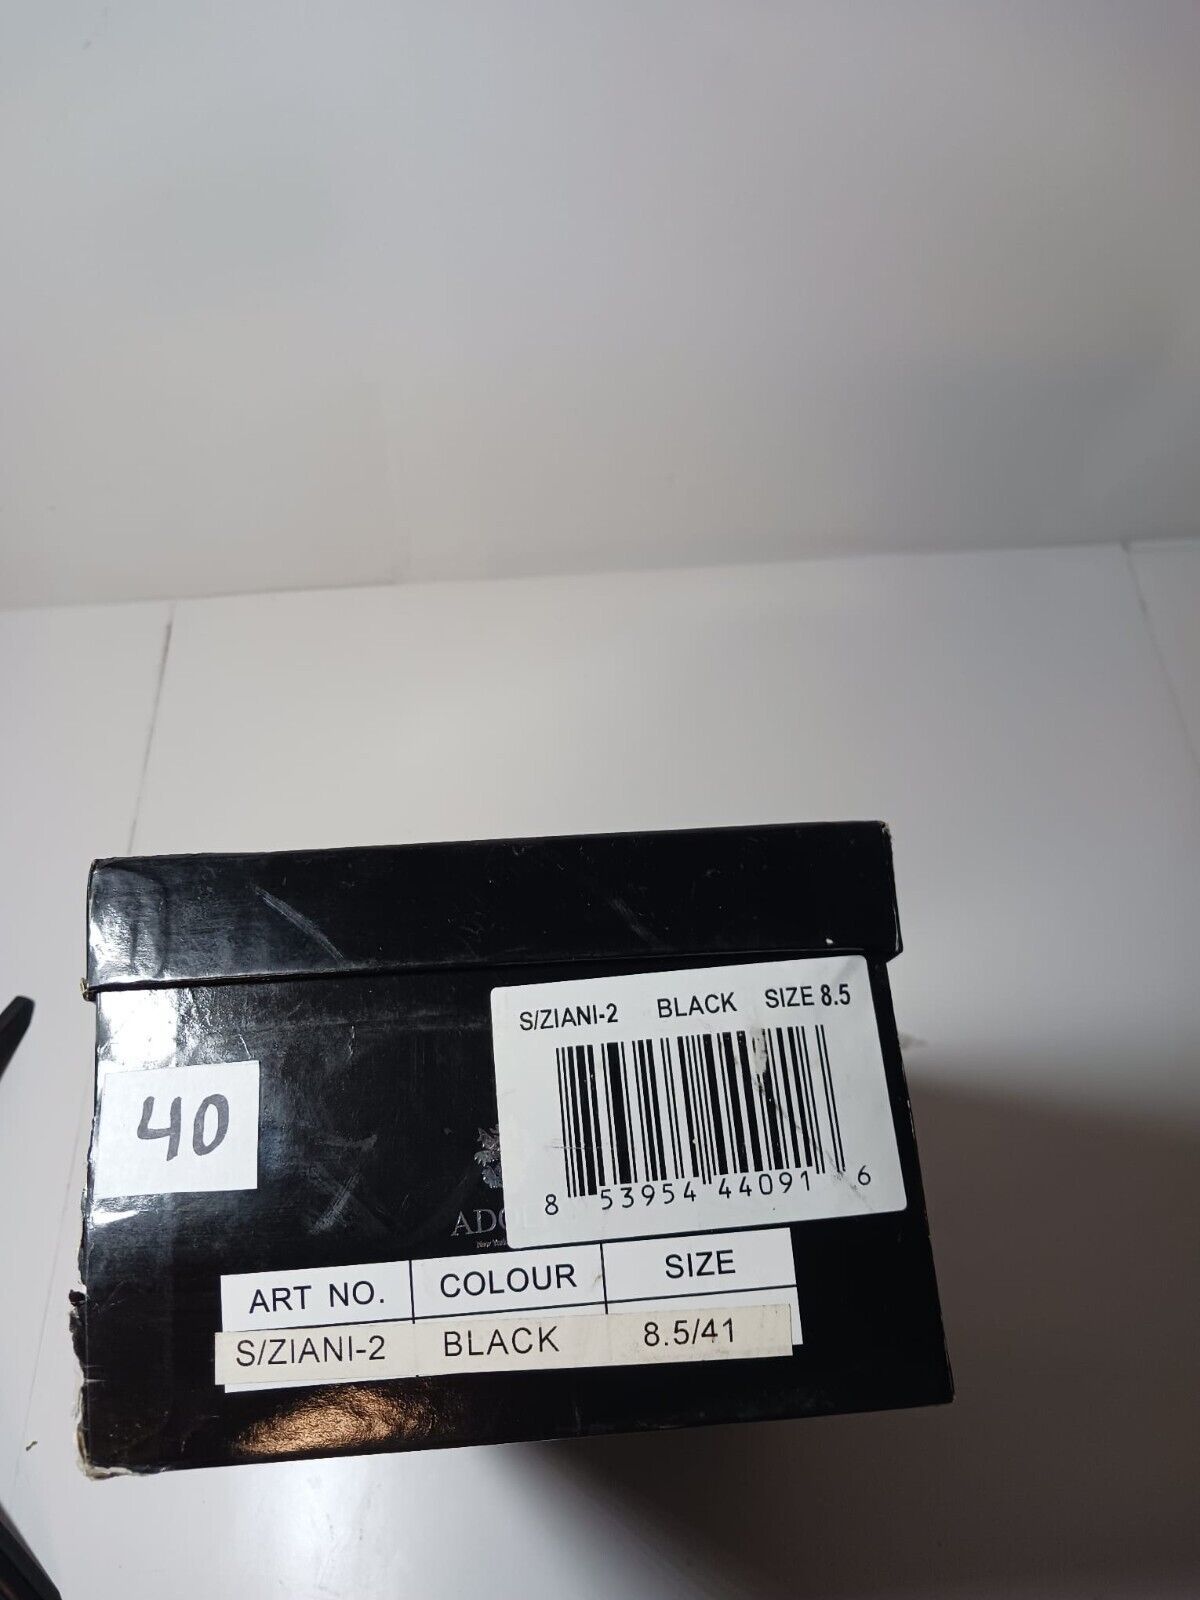 S/ZIANI-2 BLACK SIZE 8.5
8 53954 44091 6
40
ART NO. COLOUR SIZE
S/ZIANI-2 BLACK 8.5/41